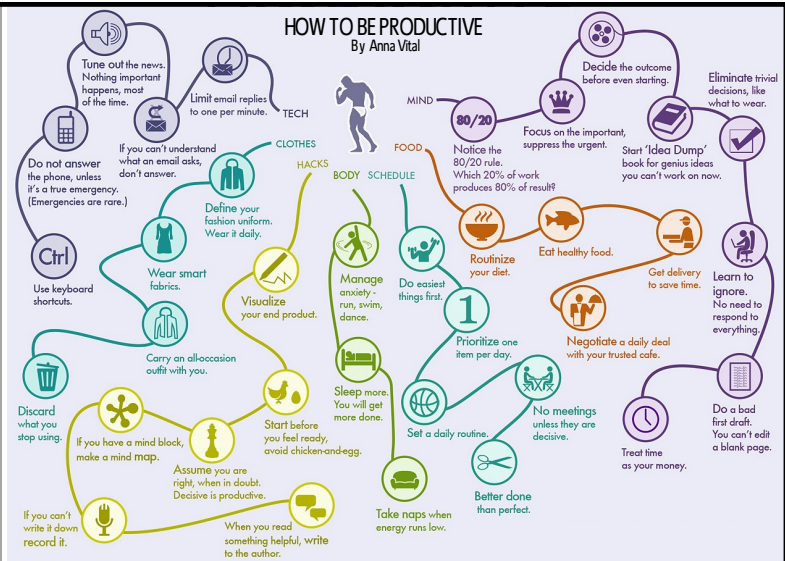 HOW TO BE PRODUCTIVE
By Anna Vital
TECH
Limit email replies
to one per minute.
If you can't understand
what an email asks,
don't answer.
Tune out the news.
Nothing important
happens, most
of the time.
Do not answer
the phone, unless
it's a true emergency.
(Emergencies are rare.)
Ctrl
Use keyboard
shortcuts.
CLOTHES
Define your
fashion uniform.
Wear it daily.
Wear smart
fabrics.
Carry an all-occasion
outfit with you.
Discard
what you
stop using.
HACKS
Visualize
your end product.
Start before
you feel ready,
avoid chicken-and-egg.
Assume you are
right, when in doubt.
Decisive is productive.
If you have a mind block,
make a mind map.
If you can't
write it down
record it.
When you read
something helpful, write
to the author.
BODY
Manage
anxiety -
run, swim,
dance.
Sleep more.
You will get
more done.
Take naps when
energy runs low.
SCHEDULE
Do easiest
things first.
1
Prioritize one
item per day.
Set a daily routine.
No meetings
unless they are
decisive.
Better done
than perfect.
FOOD
Routinize
your diet.
Eat healthy food.
Get delivery
to save time.
Negotiate a daily deal
with your trusted cafe.
MIND
80/20
Notice the
80/20 rule.
Which 20% of work
produces 80% of result?
Focus on the important,
suppress the urgent.
Decide the outcome
before even starting.
Start 'Idea Dump'
book for genius ideas
you can't work on now.
Eliminate trivial
decisions, like
what to wear.
Learn to
ignore.
No need to
respond to
everything.
Do a bad
first draft.
You can't edit
a blank page.
Treat time
as your money.